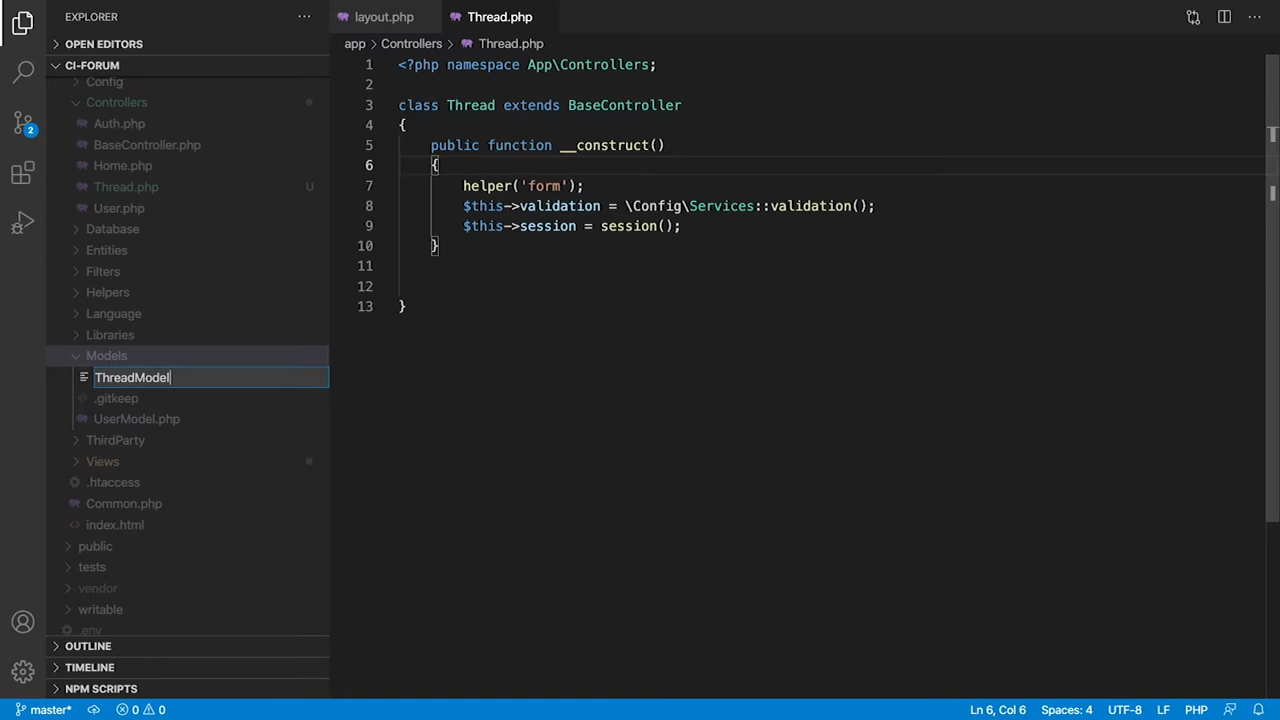 EXPLORER
OPEN EDITORS
CI-FORUM
Config
Controllers
Auth.php
BaseController.php
Home.php
Thread.php U
User.php
Database
Entities
Filters
Helpers
Language
Libraries
Models
ThreadModel
.gitkeep
UserModel.php
ThirdParty
Views
.htaccess
Common.php
index.html
public
tests
vendor
writable
.env
OUTLINE
TIMELINE
NPM SCRIPTS
2
layout.php Thread.php
app > Controllers > Thread.php
1 <?php namespace App\Controllers;
2
3 class Thread extends BaseController
4 {
5 public function __construct()
6 {
7 helper('form');
8 $this->validation = \Config\Services::validation();
9 $this->session = session();
10 }
11
12
13 }
master* 0 0 Ln 6, Col 6 Spaces: 4 UTF-8 LF PHP